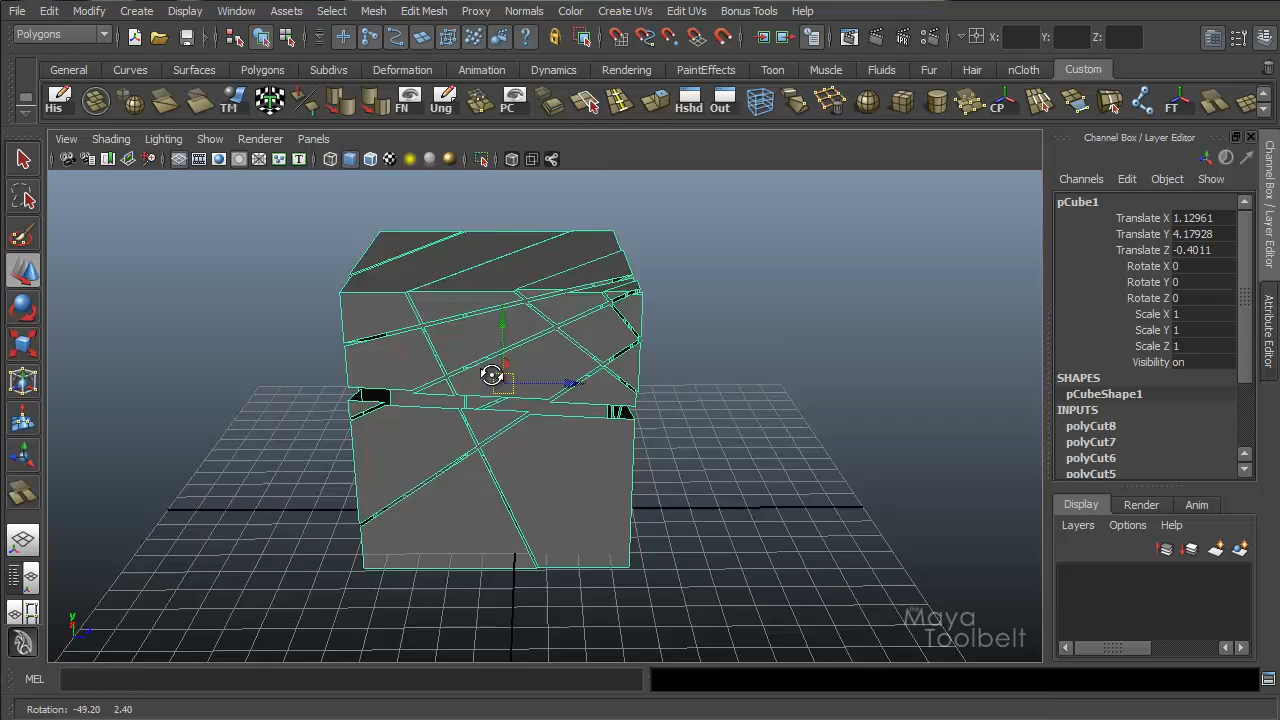 File Edit Modify Create Display Window Assets Select Mesh Edit Mesh Proxy Normals Color Create UVs Edit UVs Bonus Tools Help
Polygons X: Y: Z:
General Curves Surfaces Polygons Subdivs Deformation Animation Dynamics Rendering PaintEffects Toon Muscle Fluids Fur Hair nCloth Custom
His TM FN Ung PC Hshd Out CP FT
View Shading Lighting Show Renderer Panels
Channel Box / Layer Editor
Channels Edit Object Show
pCube1
Translate X 1.12961
Translate Y 4.17928
Translate Z -0.4011
Rotate X 0
Rotate Y 0
Rotate Z 0
Scale X 1
Scale Y 1
Scale Z 1
Visibility on
SHAPES
pCubeShape1
INPUTS
polyCut8
polyCut7
polyCut6
polyCut5
Display Render Anim
Layers Options Help
Channel Box / Layer Editor
Attribute Editor
y
z
the Maya
Toolbelt
MEL
Rotation: -49.20 2.40